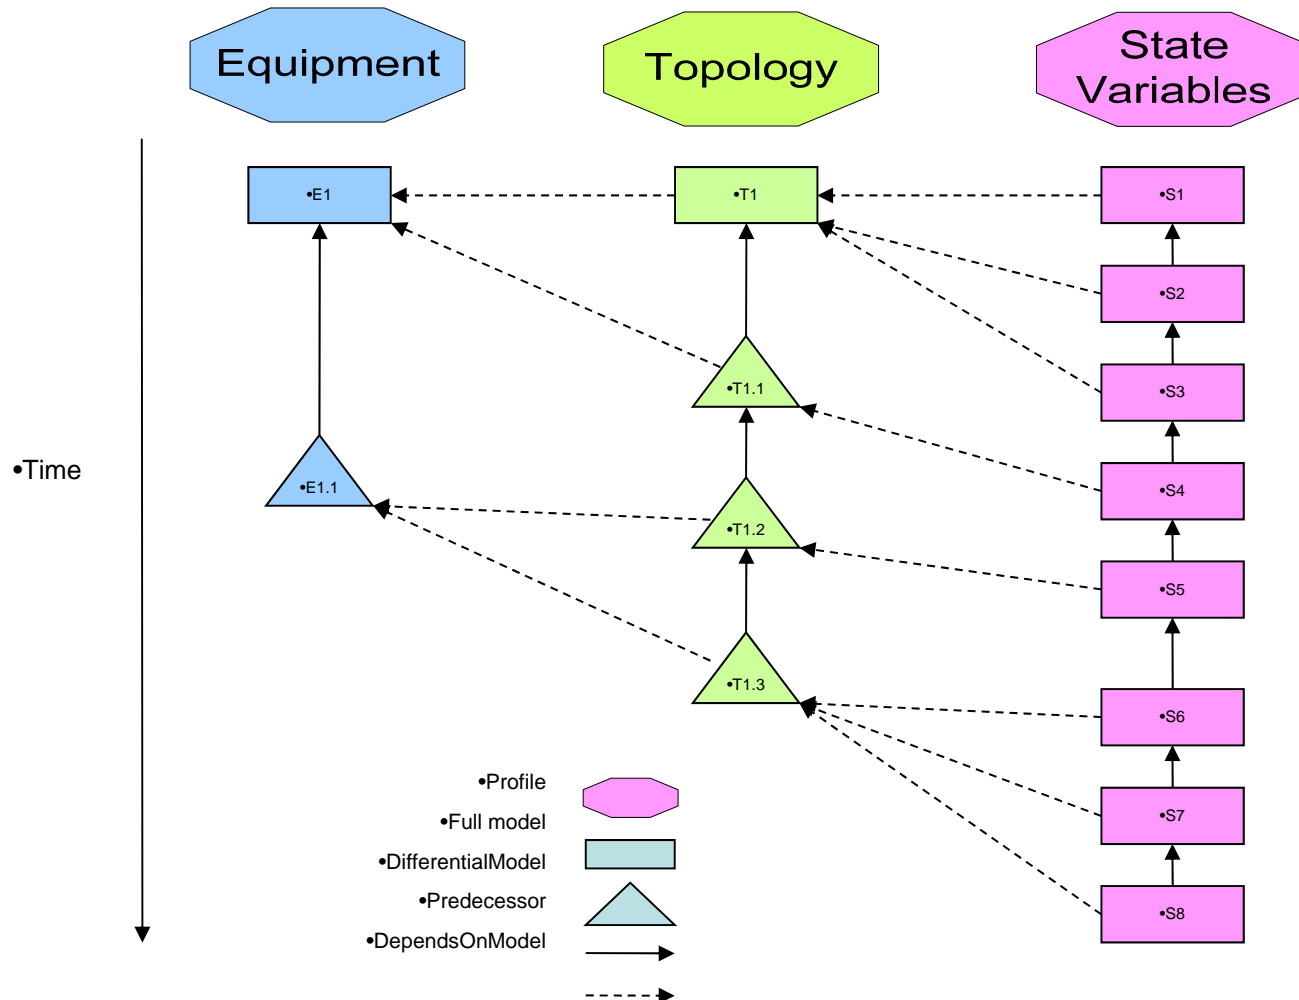 Equipment
Topology
State
Variables
•E1
•T1
•S1
•S2
•T1.1
•S3
•Time
•E1.1
•S4
•T1.2
•S5
•T1.3
•S6
•Profile
•Full model
•S7
•DifferentialModel
•Predecessor
•S8
•DependsOnModel